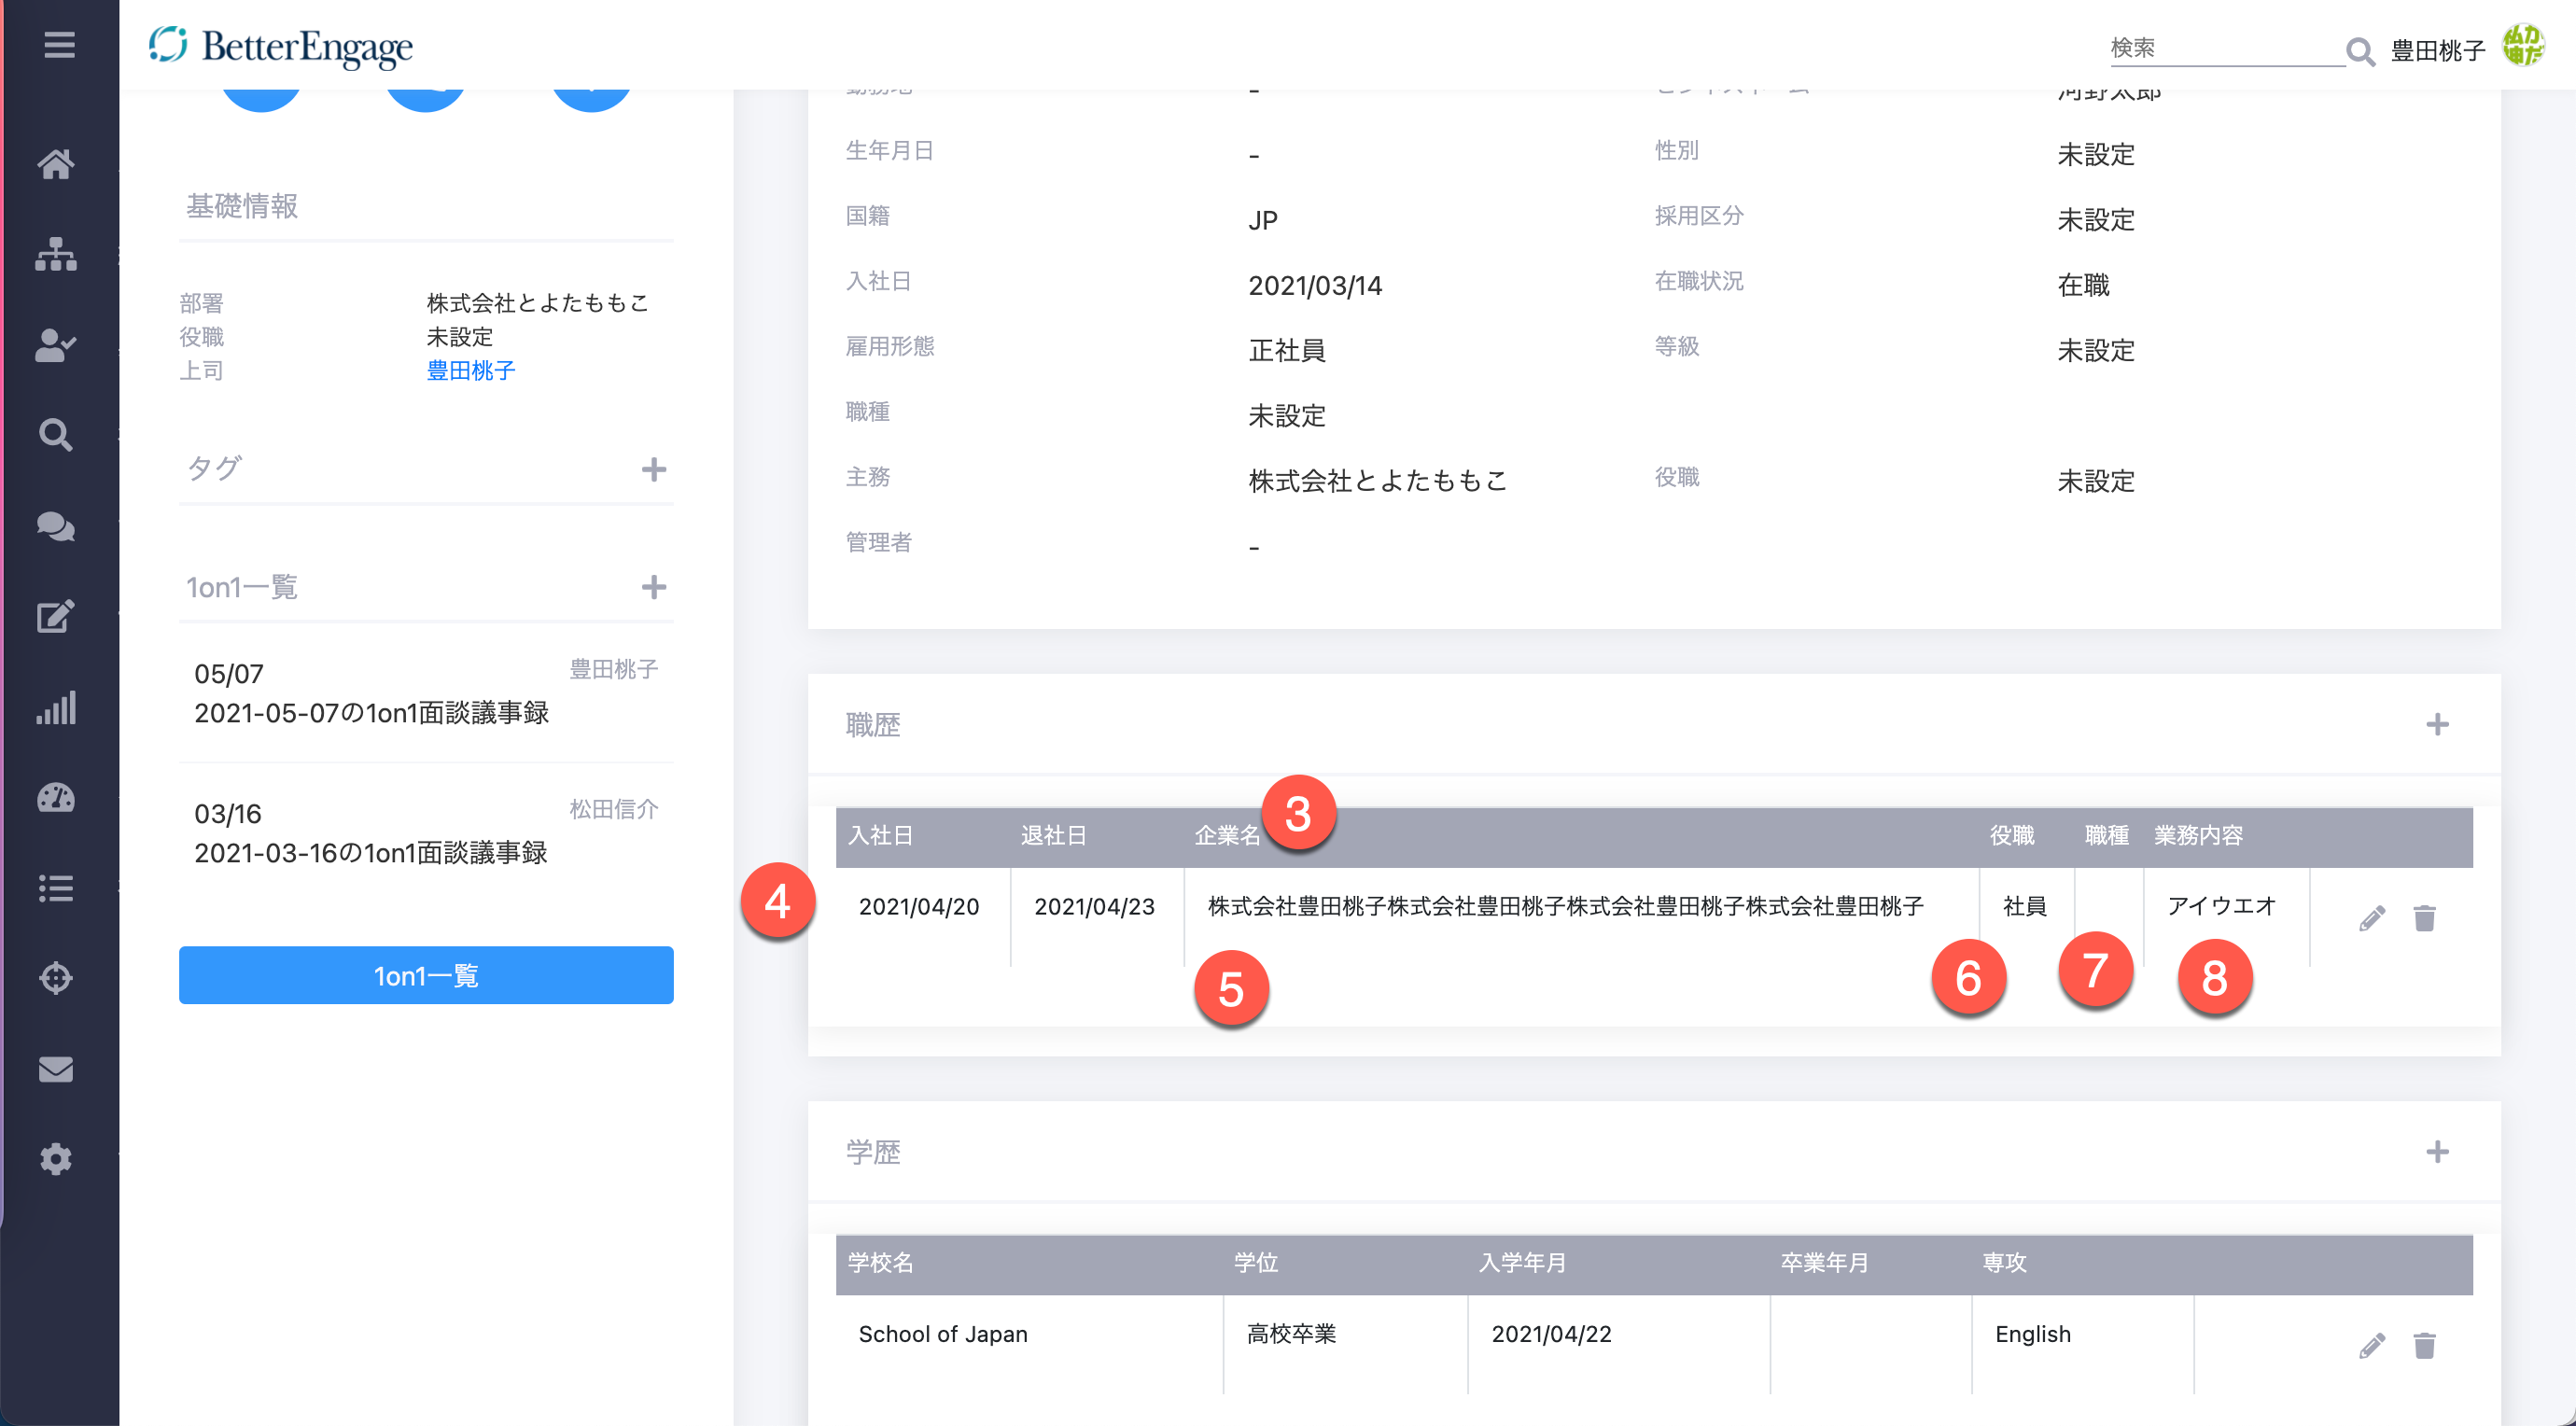 BetterEngage
検索
豊田桃子
基礎情報
部署 株式会社とよたももこ
役職 未設定
上司 豊田桃子
タグ
1on1一覧
05/07 豊田桃子
2021-05-07の1on1面談議事録
03/16 松田信介
2021-03-16の1on1面談議事録
1on1一覧
河野太郎
生年月日 - 性別 未設定
国籍 JP 採用区分 未設定
入社日 2021/03/14 在職状況 在職
雇用形態 正社員 等級 未設定
職種 未設定
主務 株式会社とよたももこ 役職 未設定
管理者 -
職歴
3
入社日 退社日 企業名 役職 職種 業務内容
4
2021/04/20 2021/04/23 株式会社豊田桃子株式会社豊田桃子株式会社豊田桃子株式会社豊田桃子 社員 アイウエオ
5 6 7 8
学歴
学校名 学位 入学年月 卒業年月 専攻
School of Japan 高校卒業 2021/04/22 English